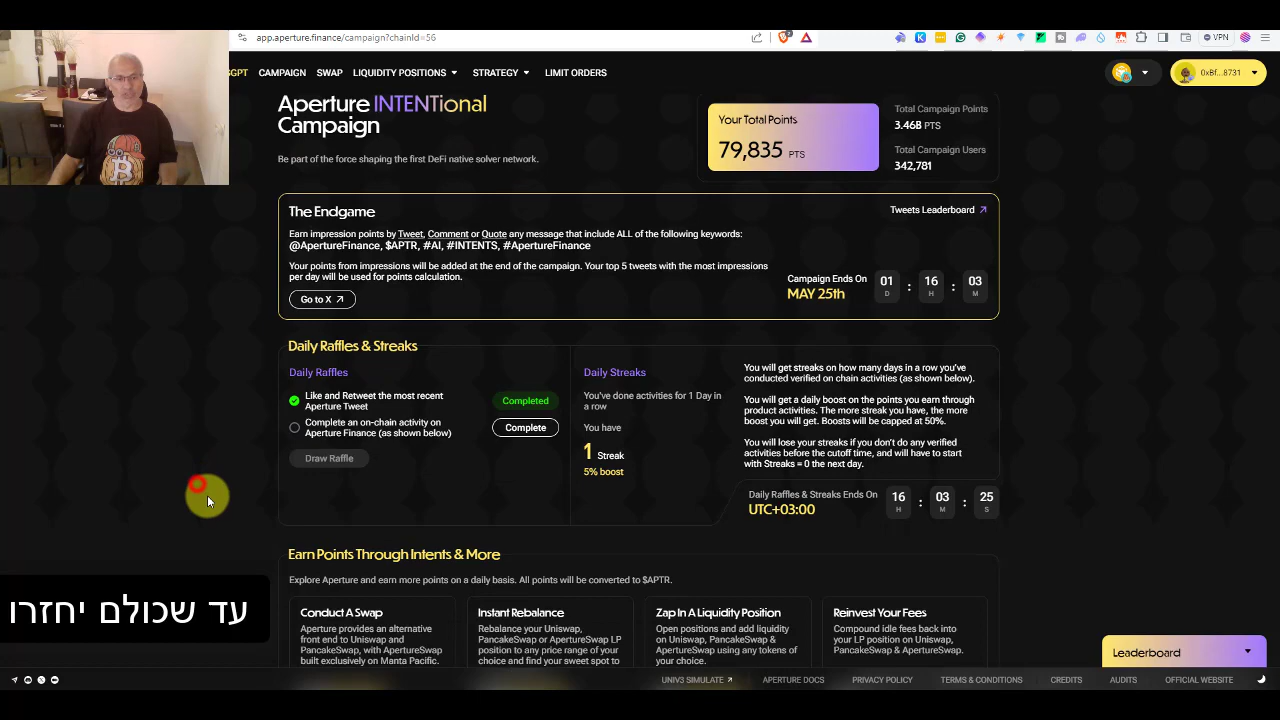 app.aperture.finance/campaign?chainId=56
VPN
GPT CAMPAIGN SWAP LIQUIDITY POSITIONS STRATEGY LIMIT ORDERS
0xBf...8731
Aperture INTENTional
Campaign
Be part of the force shaping the first DeFi native solver network.
Your Total Points
79,835 PTS
Total Campaign Points
3.46B PTS
Total Campaign Users
342,781
The Endgame
Tweets Leaderboard
Earn impression points by Tweet, Comment or Quote any message that include ALL of the following keywords:
@ApertureFinance, $APTR, #AI, #INTENTS, #ApertureFinance
Your points from impressions will be added at the end of the campaign. Your top 5 tweets with the most impressions
per day will be used for points calculation.
Go to X
Campaign Ends On
MAY 25th
01 : 16 : 03
D H M
Daily Raffles & Streaks
Daily Raffles
Like and Retweet the most recent
Aperture Tweet
Completed
Complete an on-chain activity on
Aperture Finance (as shown below)
Complete
Draw Raffle
Daily Streaks
You've done activities for 1 Day in
a row
You have
1 Streak
5% boost
You will get streaks on how many days in a row you've
conducted verified on chain activities (as shown below).
You will get a daily boost on the points you earn through
product activities. The more streak you have, the more
boost you will get. Boosts will be capped at 50%.
You will lose your streaks if you don't do any verified
activities before the cutoff time, and will have to start
with Streaks = 0 the next day.
Daily Raffles & Streaks Ends On
UTC+03:00
16 : 03 : 25
H M S
Earn Points Through Intents & More
Explore Aperture and earn more points on a daily basis. All points will be converted to $APTR.
Conduct A Swap
Aperture provides an alternative
front end to Uniswap and
PancakeSwap, with ApertureSwap
built exclusively on Manta Pacific.
Instant Rebalance
Rebalance your Uniswap,
PancakeSwap or ApertureSwap LP
position to any price range of your
choice and find your sweet spot to
Zap In A Liquidity Position
Open positions and add liquidity
on Uniswap, PancakeSwap &
ApertureSwap using any tokens of
your choice.
Reinvest Your Fees
Compound idle fees back into
your LP position on Uniswap,
PancakeSwap & ApertureSwap.
עד שכולם יחזרו
Leaderboard
UNIV3 SIMULATE APERTURE DOCS PRIVACY POLICY TERMS & CONDITIONS CREDITS AUDITS OFFICIAL WEBSITE